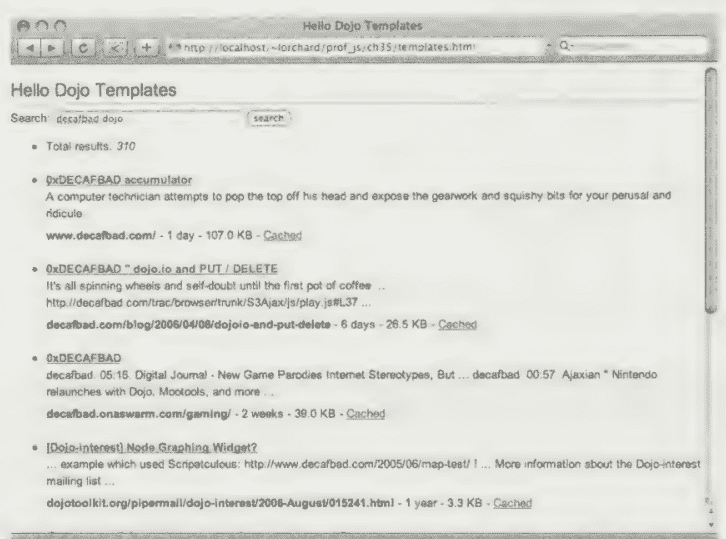 Hello Dojo Templates
http://localhost.~lorchard/prof_js/ch35/templates.html
Hello Dojo Templates
Search: decafbad dojo search
Total results. 310
0xDECAFBAD accumulator
A computer technician attempts to pop the top off his head and expose the gearwork and squishy bits for your perusal and
ridicule
www.decafbad.com/ - 1 day - 107.0 KB - Cached
0xDECAFBAD " dojo.io and PUT / DELETE
It's all spinning wheels and self-doubt until the first pot of coffee ..
http://decafbad com/trac/browser/trunk/S3Ajax/js/play.js#L37 ...
decafbad.com/blog/2006/04/08/dojoio-and-put-delete - 6 days - 26.5 KB - Cached
0xDECAFBAD
decafbad. 05:16. Digital Journal - New Game Parodies Internet Stereotypes, But ... decafbad 00:57 Ajaxian " Nintendo
relaunches with Dojo, Mootools, and more ...
decafbad.onaswarm.com/gaming/ - 2 weeks - 39.0 KB - Cached
[Dojo-interest] Node Graphing Widget?
... example which used Scripatculous: http://www.decafbad.com/2005/06/map-test/ ! ... More information about the Dojo-interest
mailing list ...
dojotoolkit.org/pipermail/dojo-interest/2006-August/015241.html - 1 year - 3.3 KB - Cached